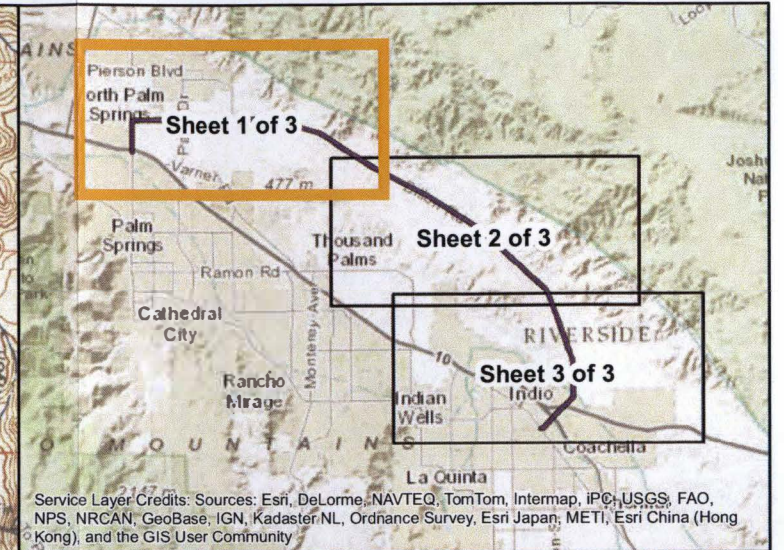 AINS
Pierson Blvd
orth Palm
Springs
Sheet 1 of 3
Varner
477 m
Palm
Springs
Thousand
Palms
Sheet 2 of 3
Ramon Rd
Cathedral
City
Monterey Ave
RIVERSIDE
10
Sheet 3 of 3
Rancho
Mirage
Indian
Wells
Indio
O MOUNTAINS
Coachella
La Quinta
Service Layer Credits: Sources: Esri, DeLorme, NAVTEQ, TomTom, Intermap, iPC, USGS, FAO,
NPS, NRCAN, GeoBase, IGN, Kadaster NL, Ordnance Survey, Esri Japan, METI, Esri China (Hong
Kong), and the GIS User Community